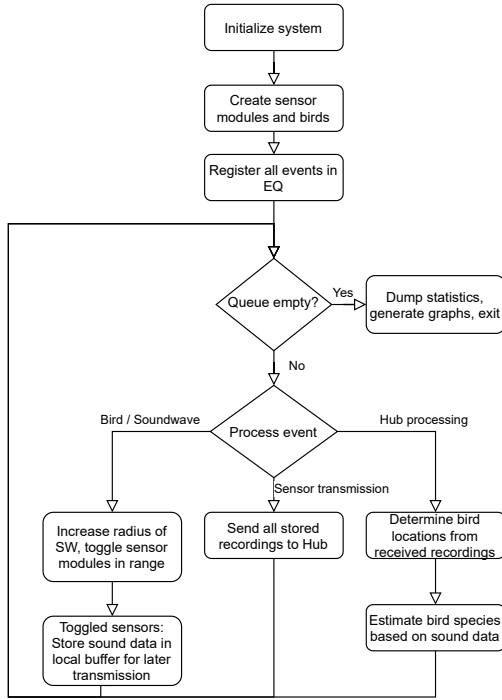 Initialize system
Create sensor
modules and birds
Register all events in
EQ
Queue empty?
Yes
Dump statistics,
generate graphs, exit
No
Process event
Bird / Soundwave
Hub processing
Sensor transmission
Increase radius of
SW, toggle sensor
modules in range
Send all stored
recordings to Hub
Determine bird
locations from
received recordings
Toggled sensors:
Store sound data in
local buffer for later
transmission
Estimate bird species
based on sound data